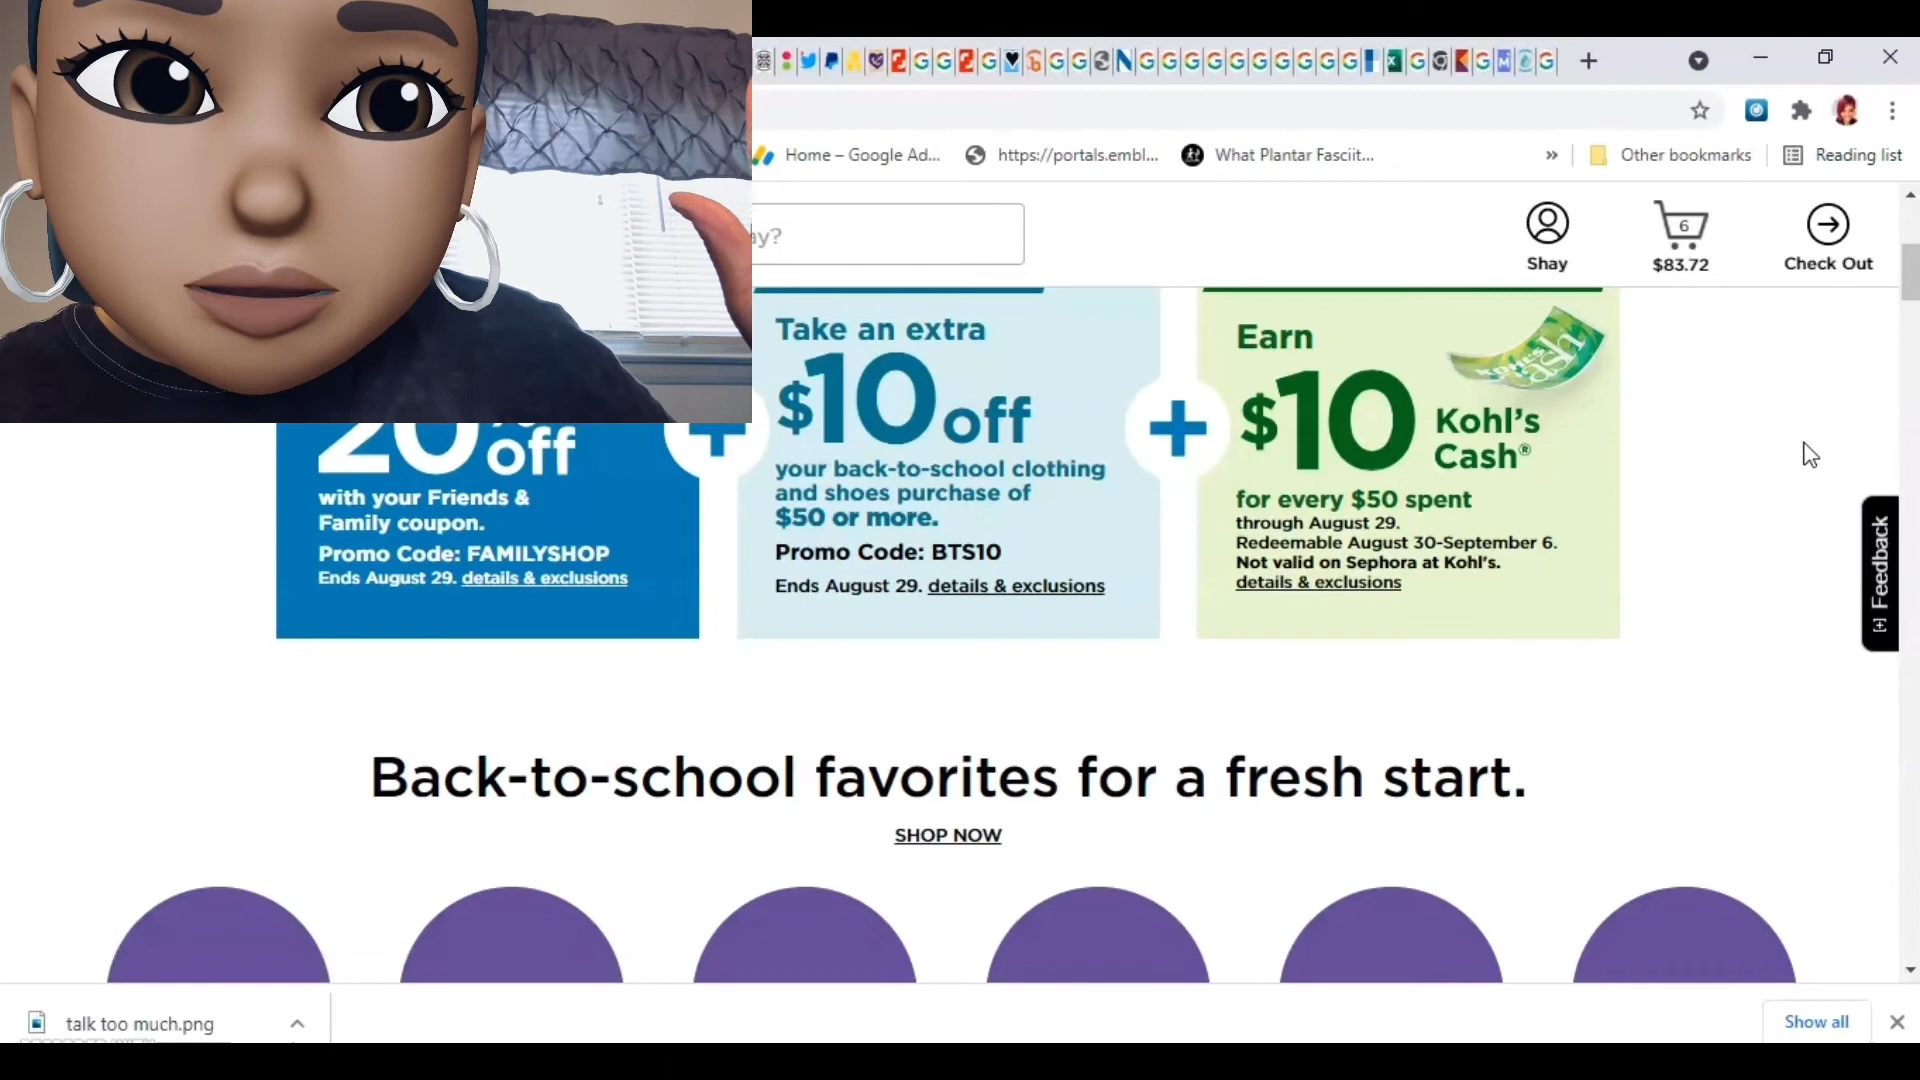 Home – Google Ad...
https://portals.embl...
What Plantar Fasciit...
»
Other bookmarks
Reading list
ay?
Shay
6
$83.72
Check Out
20% off
with your Friends &
Family coupon.
Promo Code: FAMILYSHOP
Ends August 29. details & exclusions
+
Take an extra
$10 off
your back-to-school clothing
and shoes purchase of
$50 or more.
Promo Code: BTS10
Ends August 29. details & exclusions
+
Earn
$10 Kohl's
Cash®
for every $50 spent
through August 29.
Redeemable August 30-September 6.
Not valid on Sephora at Kohl's.
details & exclusions
[+] Feedback
Back-to-school favorites for a fresh start.
SHOP NOW
talk too much.png
Show all